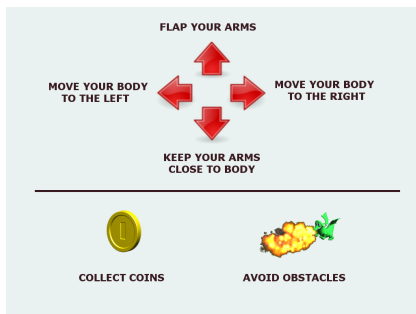 FLAP YOUR ARMS
MOVE YOUR BODY
TO THE LEFT
MOVE YOUR BODY
TO THE RIGHT
KEEP YOUR ARMS
CLOSE TO BODY
COLLECT COINS
AVOID OBSTACLES